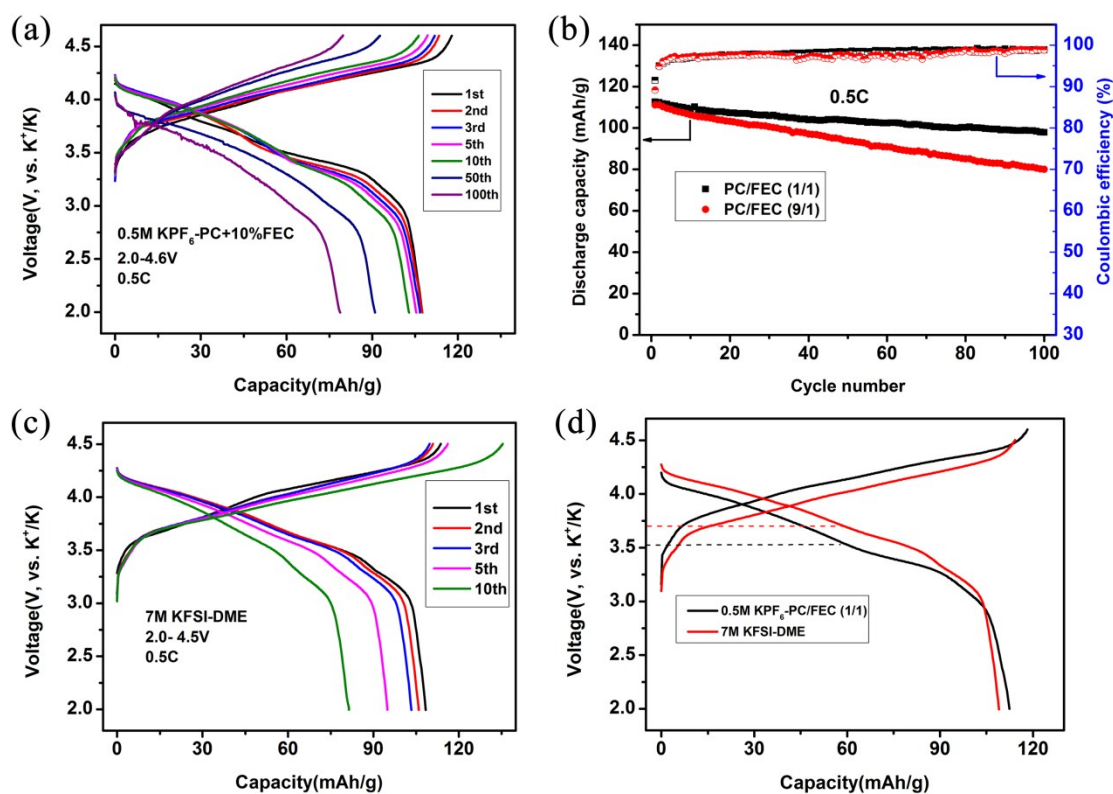 (a)
4.5
4.0
3.5
3.0
2.5
2.0
Voltage(V, vs. K⁺/K)
1st
2nd
3rd
5th
10th
50th
100th
0.5M KPF₆-PC+10%FEC
2.0-4.6V
0.5C
0 30 60 90 120
Capacity(mAh/g)
(b)
140
120
100
80
60
40
20
0
Discharge capacity (mAh/g)
0.5C
PC/FEC (1/1)
PC/FEC (9/1)
100
90
80
70
60
50
40
30
Coulombic efficiency (%)
0 20 40 60 80 100
Cycle number
(c)
4.5
4.0
3.5
3.0
2.5
2.0
Voltage(V, vs. K⁺/K)
1st
2nd
3rd
5th
10th
7M KFSI-DME
2.0- 4.5V
0.5C
0 30 60 90 120
Capacity(mAh/g)
(d)
4.5
4.0
3.5
3.0
2.5
2.0
Voltage(V, vs. K⁺/K)
0.5M KPF₆-PC/FEC (1/1)
7M KFSI-DME
0 30 60 90 120
Capacity(mAh/g)